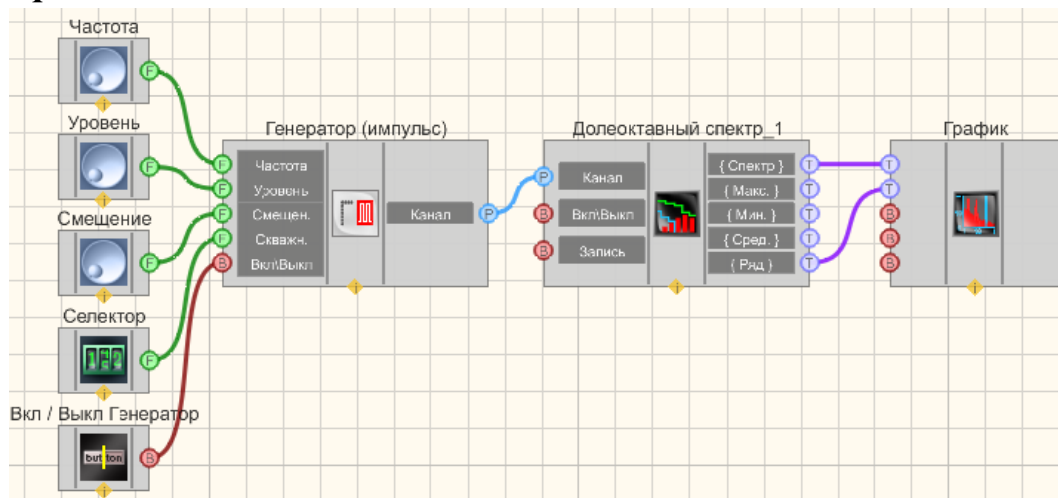 Частота
Уровень
Смещение
Селектор
Вкл / Выкл Генератор
button
Генератор (импульс)
Частота
Уровень
Смещен.
Скважн.
Вкл\Выкл
Канал
Долеоктавный спектр_1
Канал
Вкл\Выкл
Запись
{ Спектр }
{ Макс. }
{ Мин. }
{ Сред. }
{ Ряд }
График
F
F
F
F
B
F
F
F
F
B
P
P
B
B
T
T
T
T
T
T
T
B
B
B